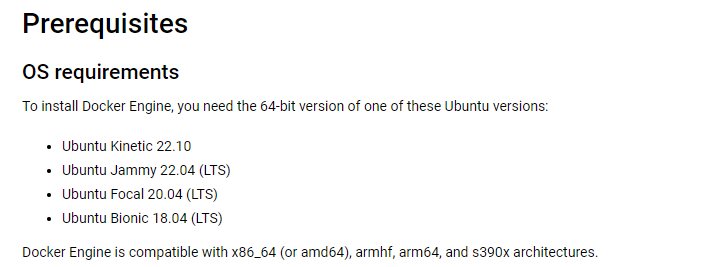 Prerequisites
OS requirements
To install Docker Engine, you need the 64-bit version of one of these Ubuntu versions:
• Ubuntu Kinetic 22.10
• Ubuntu Jammy 22.04 (LTS)
• Ubuntu Focal 20.04 (LTS)
• Ubuntu Bionic 18.04 (LTS)
Docker Engine is compatible with x86_64 (or amd64), armhf, arm64, and s390x architectures.